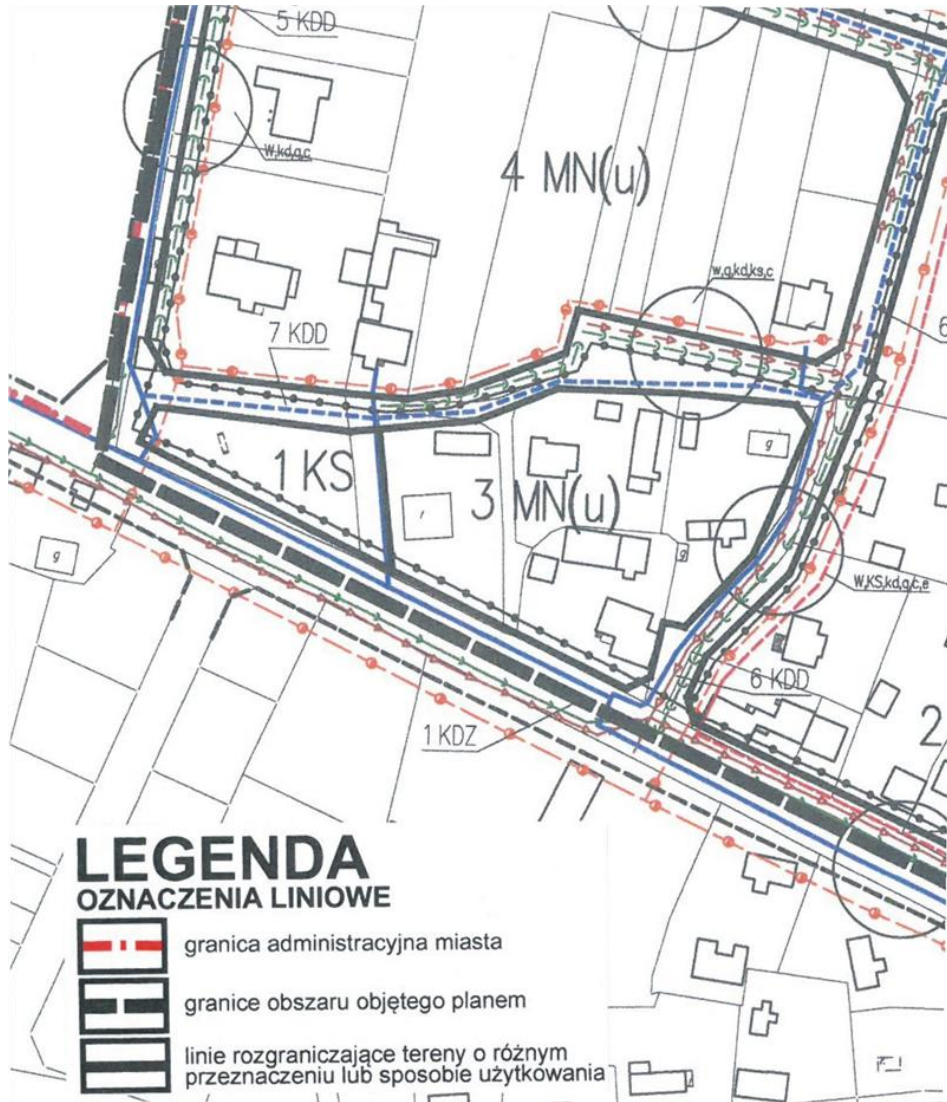 5 KDD
W,kd,g,c
4 MN(u)
w,g,kd,ks,c
7 KDD
6
1 KS
3 MN(u)
g
g
g
W,KS,kd,g,c,e
6 KDD
1 KDZ
2
LEGENDA
OZNACZENIA LINIOWE
granica administracyjna miasta
granice obszaru objętego planem
linie rozgraniczające tereny o różnym
przeznaczeniu lub sposobie użytkowania